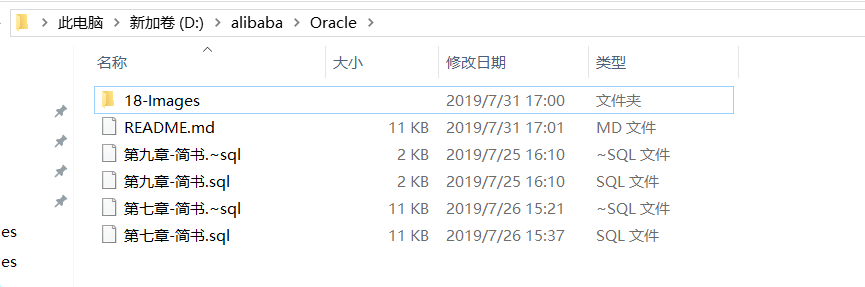 此电脑 > 新加卷 (D:) > alibaba > Oracle >
名称 大小 修改日期 类型
18-Images 2019/7/31 17:00 文件夹
README.md 11 KB 2019/7/31 17:01 MD 文件
第九章-简书.~sql 2 KB 2019/7/25 16:10 ~SQL 文件
第九章-简书.sql 2 KB 2019/7/25 16:10 SQL 文件
第七章-简书.~sql 11 KB 2019/7/26 15:21 ~SQL 文件
es 第七章-简书.sql 11 KB 2019/7/26 15:37 SQL 文件
es